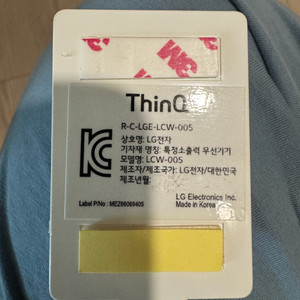 3M
ThinQ
R-C-LGE-LCW-005
상호명: LG전자
기자재 명칭: 특정소출력 무선기기
모델명: LCW-005
제조자/제조국가: LG전자/대한민국
제조년월:
Label P/No : MEZ66069405
LG Electronics Inc.
Made in Korea